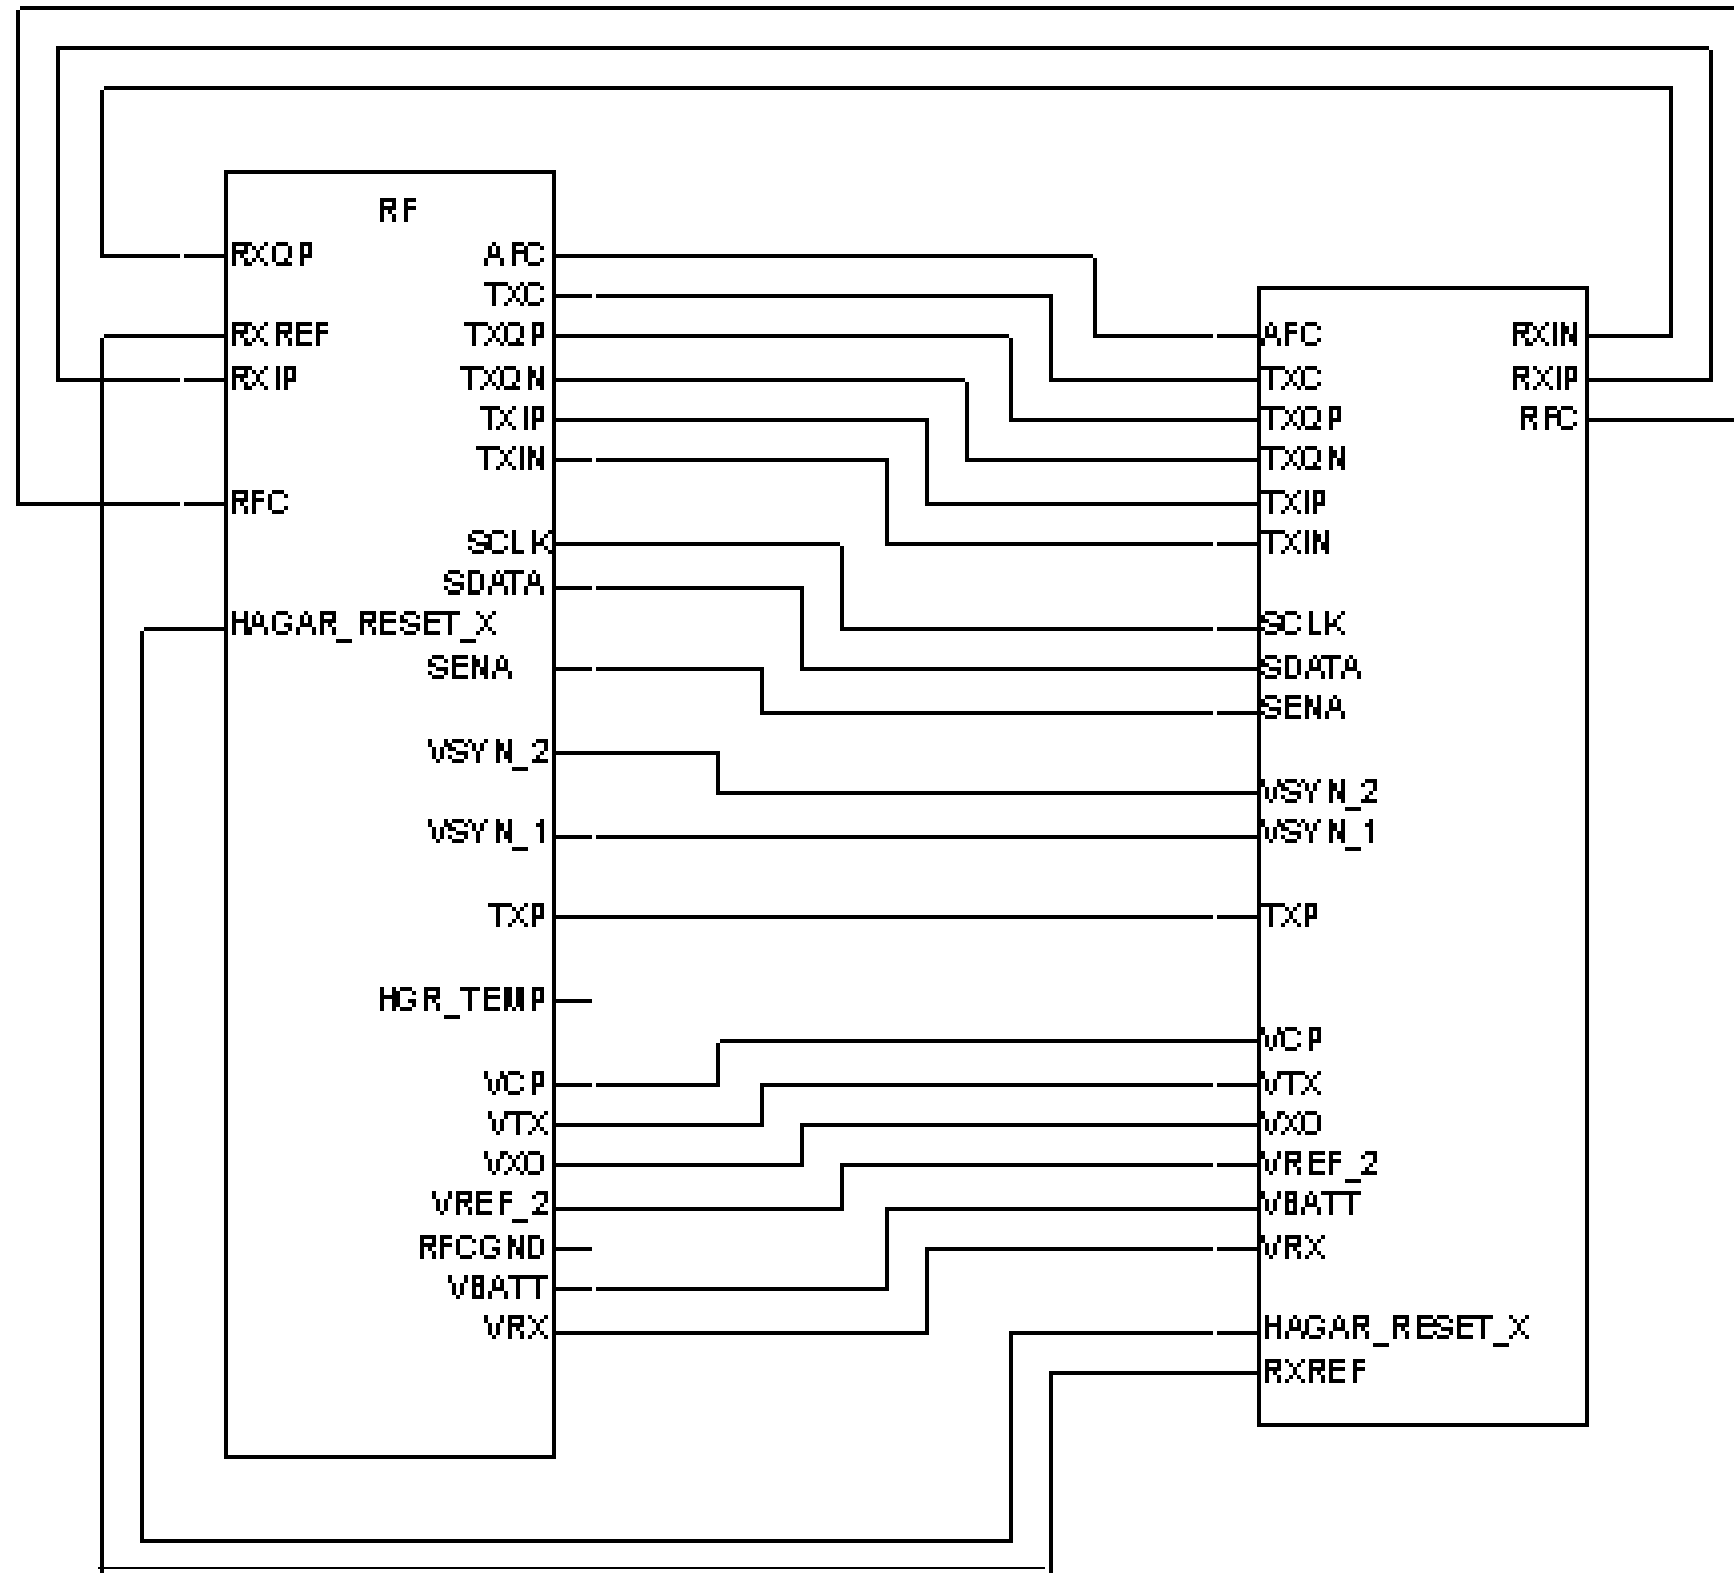 RF
RXQP AFC
TXC
RXREF TXQP AFC RXIN
RXIP TXQN TXC RXIP
TXIP TXQP RFC
TXIN TXQN
RFC TXIP
SCLK TXIN
SDATA
HAGAR_RESET_X SCLK
SENA SDATA
SENA
VSYN_2
VSYN_2
VSYN_1 VSYN_1
TXP TXP
HGR_TEMP
VCP
VCP VTX
VTX VXO
VXO VREF_2
VREF_2 VBATT
RFCGND VRX
VBATT
VRX HAGAR_RESET_X
RXREF